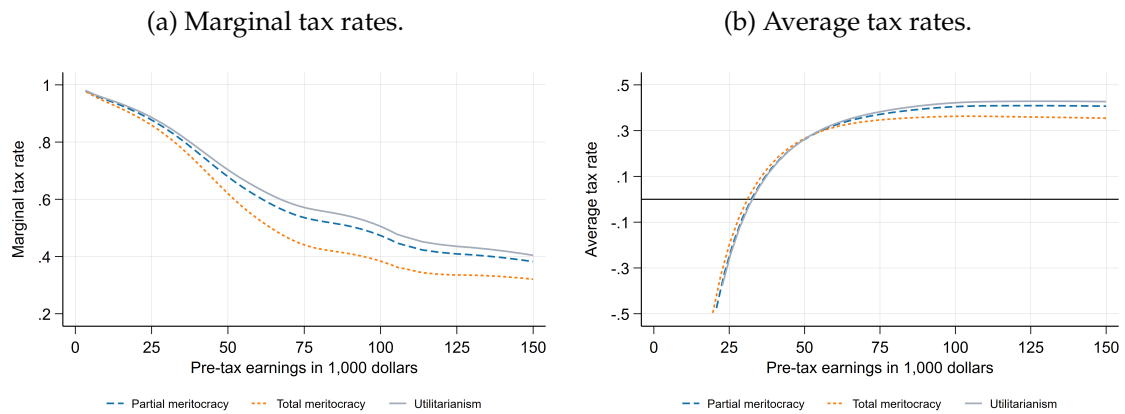 (a) Marginal tax rates.
Marginal tax rate
1
.8
.6
.4
.2
0 25 50 75 100 125 150
Pre-tax earnings in 1,000 dollars
Partial meritocracy Total meritocracy Utilitarianism
(b) Average tax rates.
Average tax rate
.5
.3
.1
-.1
-.3
-.5
0 25 50 75 100 125 150
Pre-tax earnings in 1,000 dollars
Partial meritocracy Total meritocracy Utilitarianism